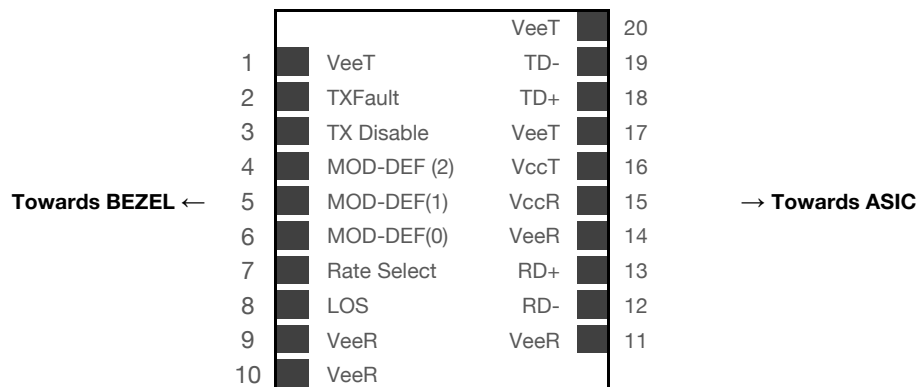 VeeT 20
1 VeeT TD- 19
2 TXFault TD+ 18
3 TX Disable VeeT 17
4 MOD-DEF (2) VccT 16
Towards BEZEL ← 5 MOD-DEF(1) VccR 15 → Towards ASIC
6 MOD-DEF(0) VeeR 14
7 Rate Select RD+ 13
8 LOS RD- 12
9 VeeR VeeR 11
10 VeeR